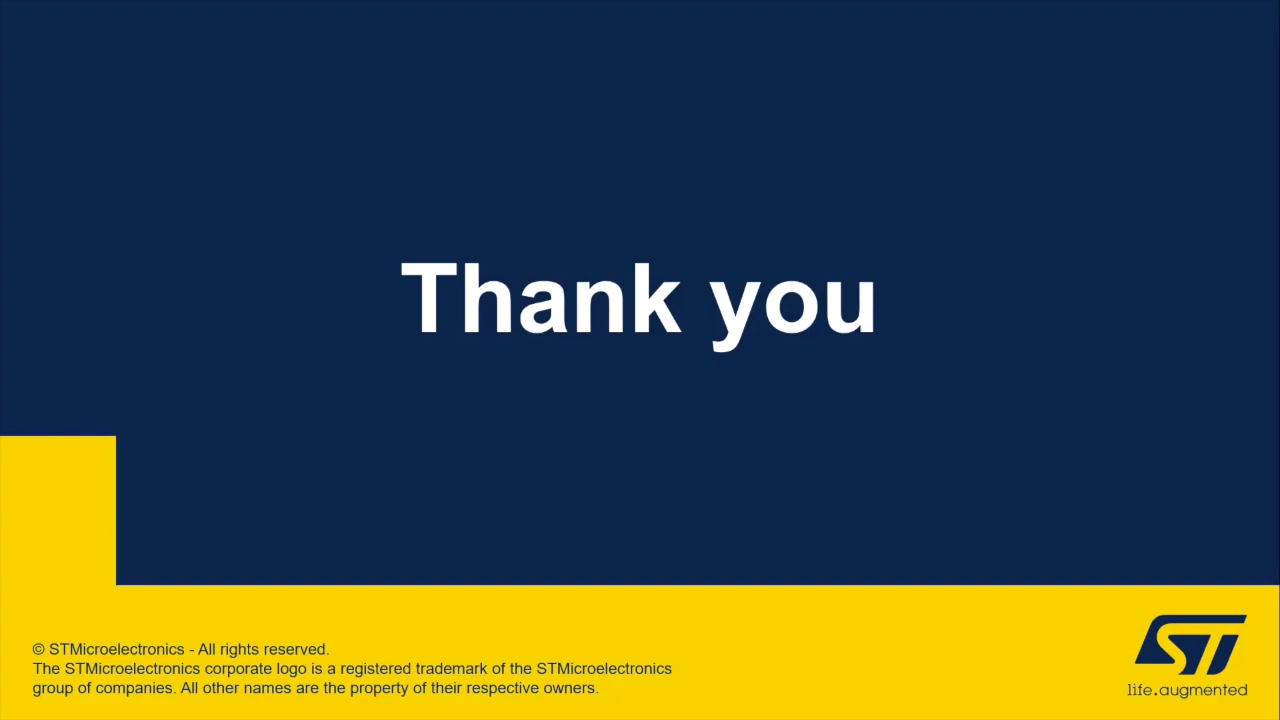 Thank you
© STMicroelectronics - All rights reserved.
The STMicroelectronics corporate logo is a registered trademark of the STMicroelectronics
group of companies. All other names are the property of their respective owners.
ST
life.augmented